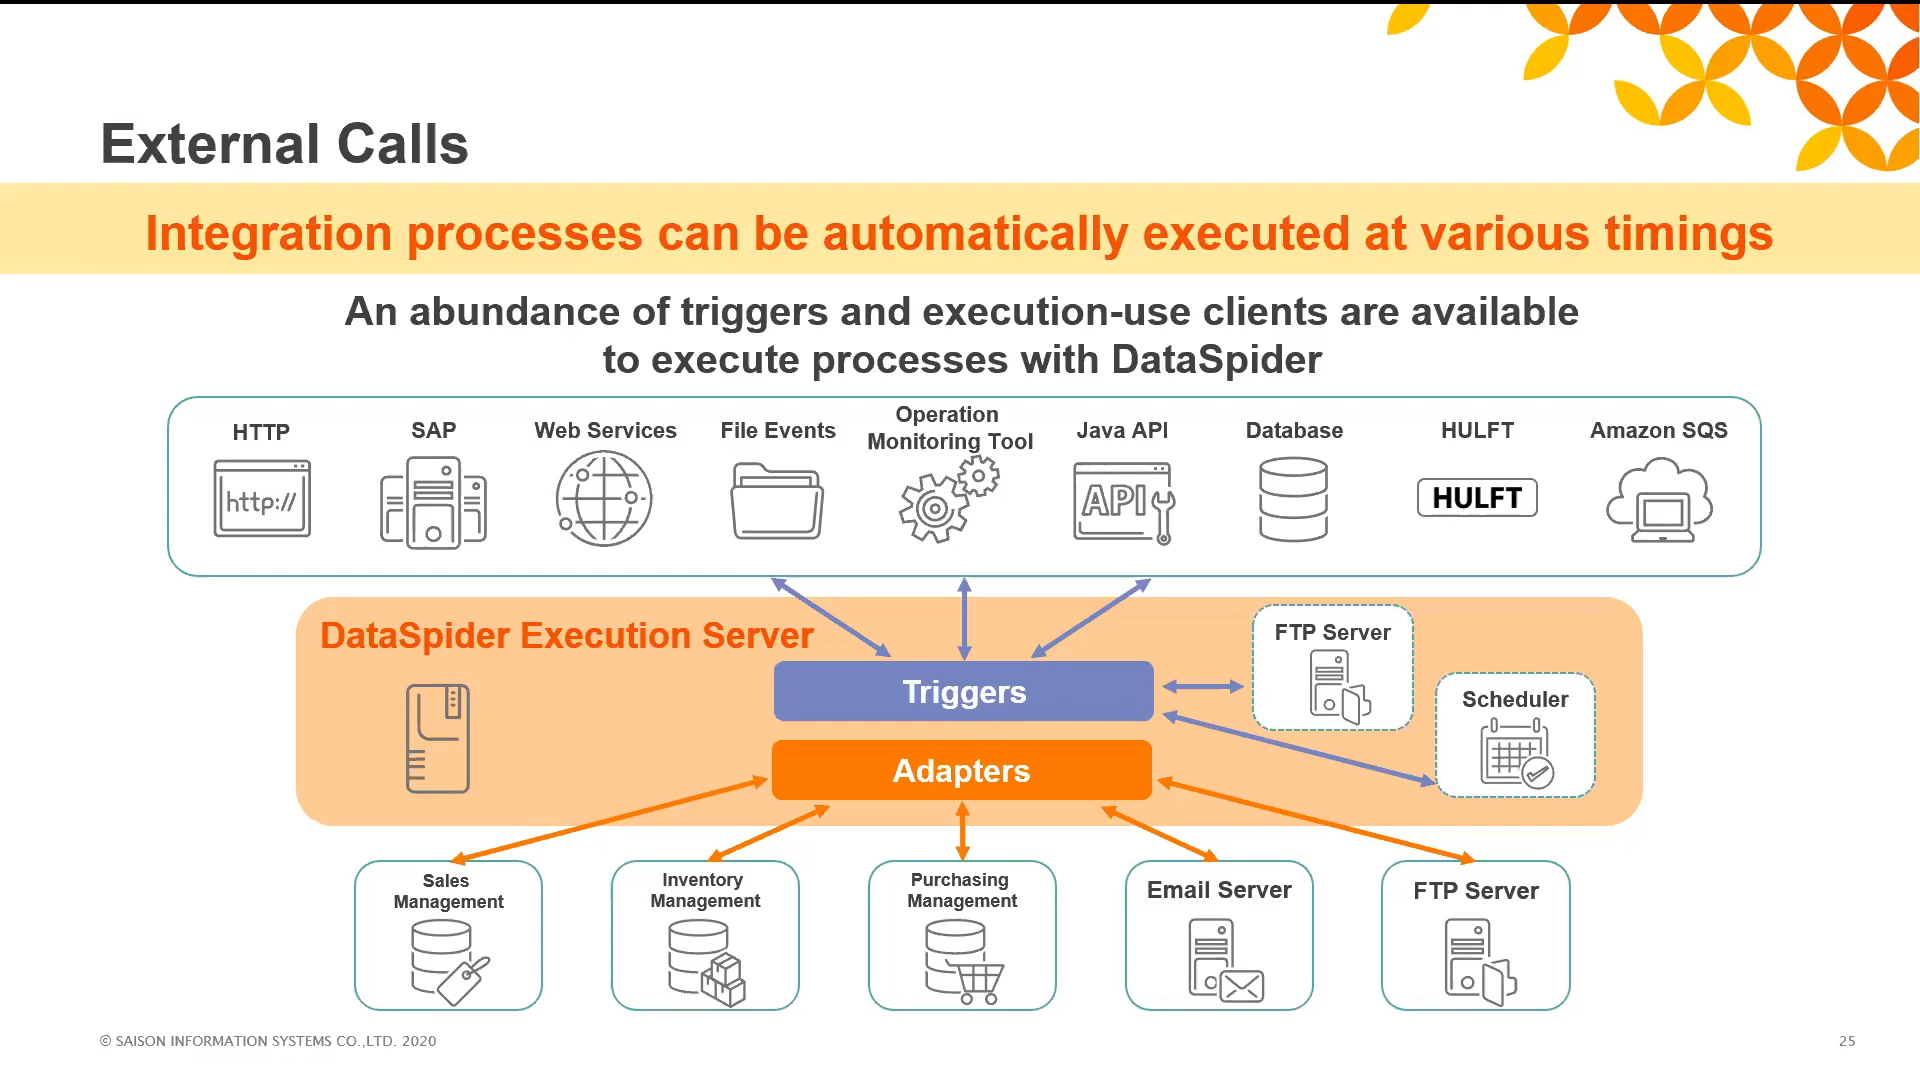 External Calls
Integration processes can be automatically executed at various timings
An abundance of triggers and execution-use clients are available
to execute processes with DataSpider
HTTP
SAP
Web Services
File Events
Operation
Monitoring Tool
Java API
Database
HULFT
Amazon SQS
http://
API
HULFT
DataSpider Execution Server
FTP Server
Triggers
Scheduler
Adapters
Sales
Management
Inventory
Management
Purchasing
Management
Email Server
FTP Server
© SAISON INFORMATION SYSTEMS CO.,LTD. 2020
25